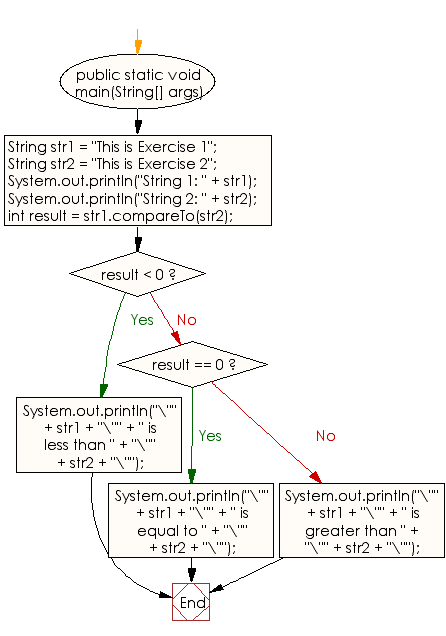 public static void
main(String[] args)
String str1 = "This is Exercise 1";
String str2 = "This is Exercise 2";
System.out.println("String 1: " + str1);
System.out.println("String 2: " + str2);
int result = str1.compareTo(str2);
result < 0 ?
Yes
No
result == 0 ?
System.out.println("\""
+ str1 + "\"" + " is
less than " + "\""
+ str2 + "\"");
Yes
No
System.out.println("\""
+ str1 + "\"" + " is
equal to " + "\""
+ str2 + "\"");
System.out.println("\""
+ str1 + "\"" + " is
greater than " +
"\"" + str2 + "\"");
End